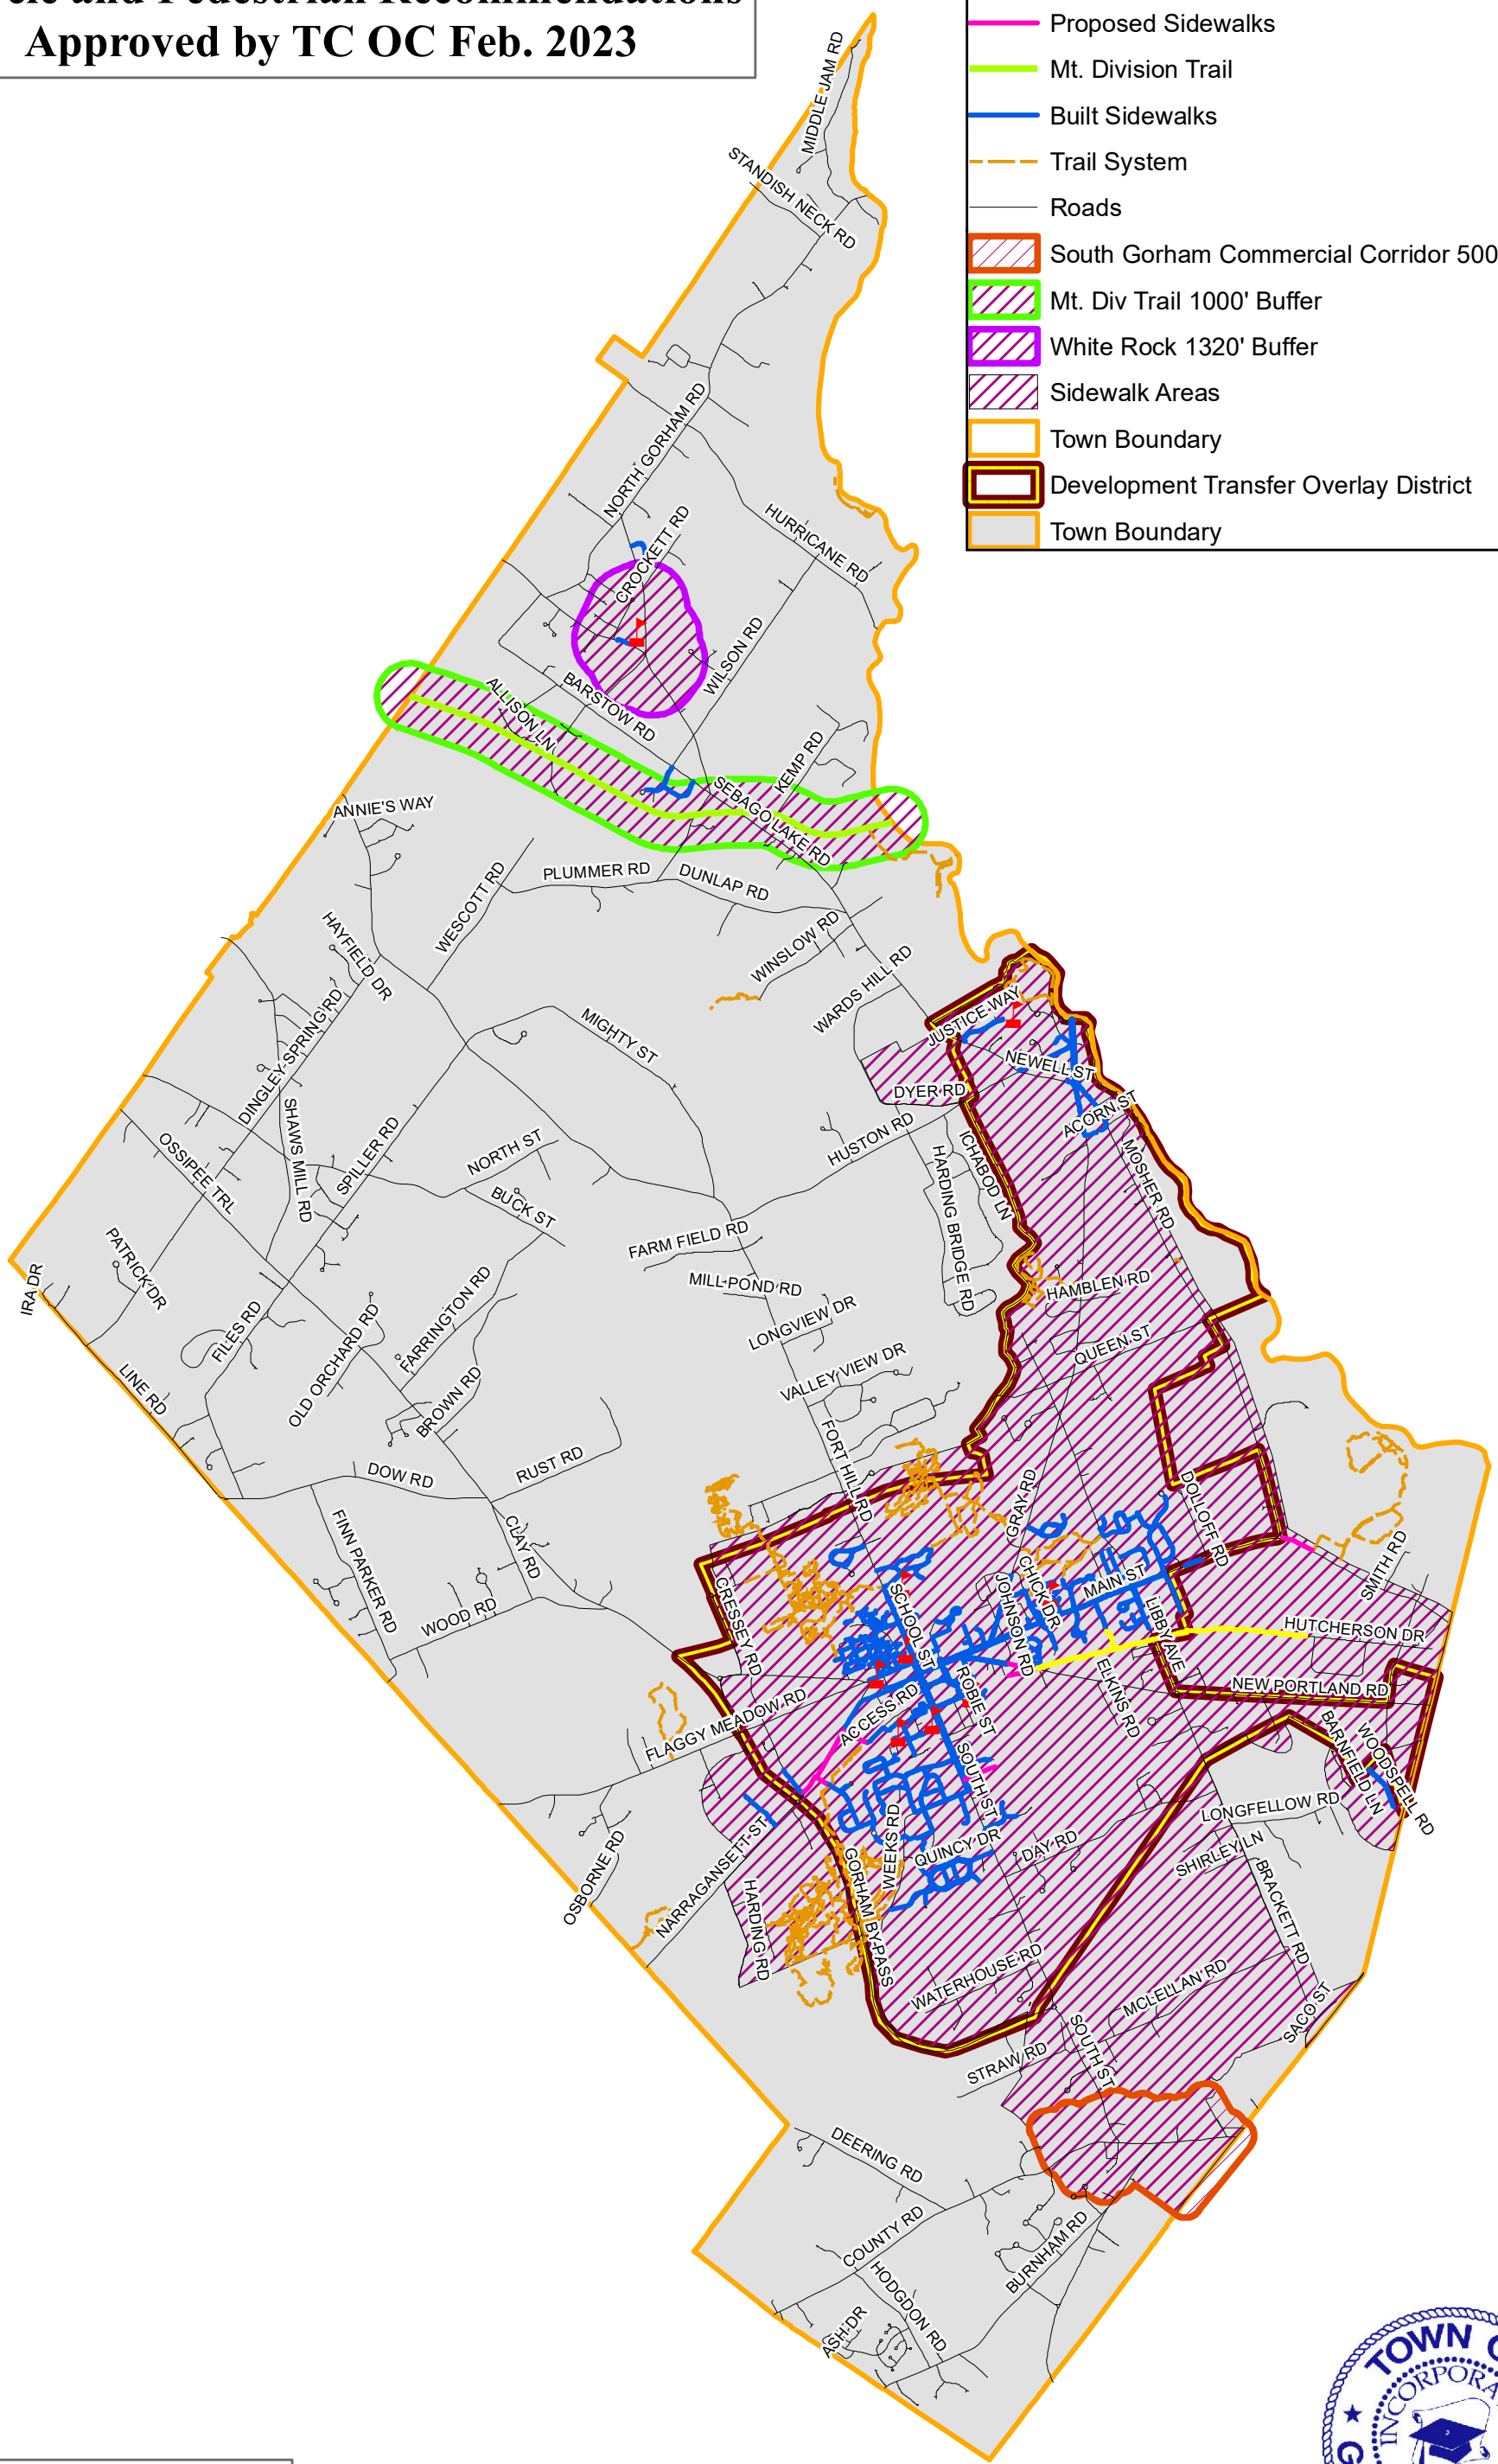 and Pedestrian Recommendations
Approved by TC OC Feb. 2023
Proposed Sidewalks
Mt. Division Trail
Built Sidewalks
Trail System
Roads
South Gorham Commercial Corridor 500
Mt. Div Trail 1000' Buffer
White Rock 1320' Buffer
Sidewalk Areas
Town Boundary
Development Transfer Overlay District
Town Boundary
MIDDLE JAM RD
STANDISH NECK RD
NORTH GORHAM RD
CROCKETT RD
HURRICANE RD
WILSON RD
BARSTOW RD
ALLISON LN
KEMP RD
SEBAGO LAKE RD
ANNIE'S WAY
PLUMMER RD
DUNLAP RD
WESCOTT RD
HAYFIELD DR
WINSLOW RD
WARDS HILL RD
DINGLEY-SPRING RD
MIGHTY ST
JUSTICE WAY
NEWELL ST
DYER RD
ACORN ST
SHAWS MILL RD
OSSIPEE TRL
SPILLER RD
NORTH ST
HUSTON RD
ICHABOD LN
HARDING BRIDGE RD
MOSHER RD
BUCK ST
PATRICK DR
FARM FIELD RD
MILL POND RD
IRA DR
HAMBLEN RD
FILES RD
OLD ORCHARD RD
FARRINGTON RD
LONGVIEW DR
QUEEN ST
LINE RD
BROWN RD
VALLEY VIEW DR
FORT HILL RD
DOW RD
RUST RD
GRAY RD
DOLLOFF RD
FINN PARKER RD
CLAY RD
SMITH RD
CRESSEY RD
SCHOOL ST
JOHNSON RD
CHICK DR
MAIN ST
LIBBY AVE
WOOD RD
HUTCHERSON DR
ROBIE ST
ELKINS RD
NEW PORTLAND RD
FLAGGY MEADOW RD
ACCESS RD
BARNFIELD LN
WOODSPELL RD
SOUTH ST
LONGFELLOW RD
OSBORNE RD
NARRAGANSETT ST
WEEKS RD
QUINCY DR
DAY RD
SHIRLEY LN
GORHAM BY-PASS
HARDING RD
BRACKETT RD
WATERHOUSE RD
MCLELLAN RD
SACO ST
STRAW RD
SOUTH ST
DEERING RD
COUNTY RD
BURNHAM RD
HODGDON RD
ASH DR
TOWN
INCORPORA
G